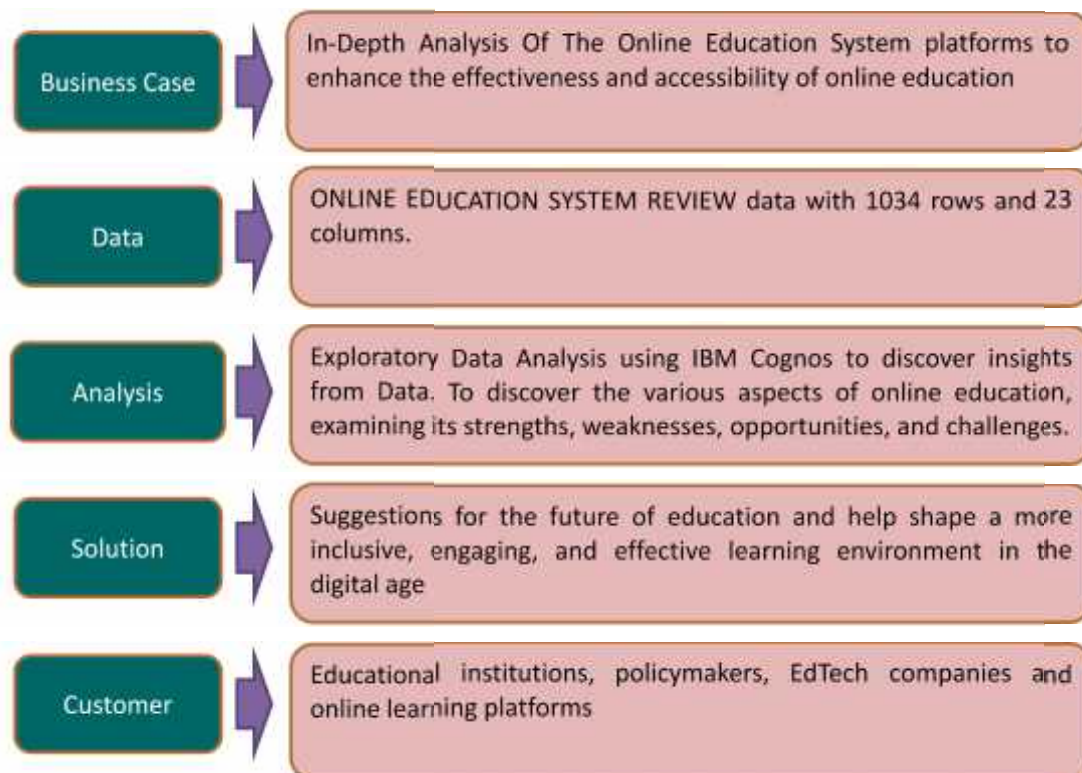 Business Case
In-Depth Analysis Of The Online Education System platforms to
enhance the effectiveness and accessibility of online education
Data
ONLINE EDUCATION SYSTEM REVIEW data with 1034 rows and 23
columns.
Analysis
Exploratory Data Analysis using IBM Cognos to discover insights
from Data. To discover the various aspects of online education,
examining its strengths, weaknesses, opportunities, and challenges.
Solution
Suggestions for the future of education and help shape a more
inclusive, engaging, and effective learning environment in the
digital age
Customer
Educational institutions, policymakers, EdTech companies and
online learning platforms